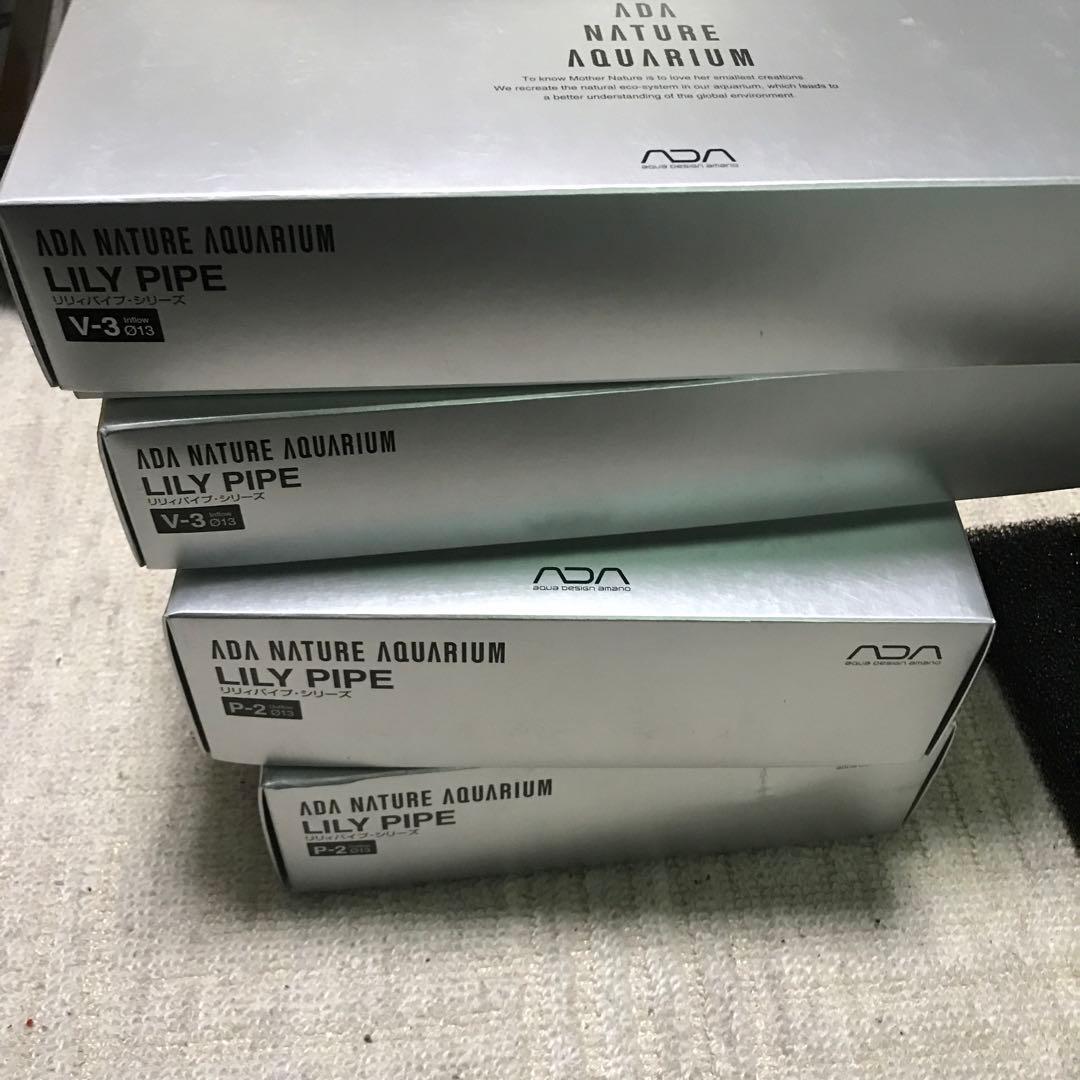 ADA
NATURE
AQUARIUM
To know Mother Nature is to love her smallest creations.
We recreate the natural eco-system in our aquarium, which leads to
a better understanding of the global environment.
ADA
aqua design amano
ADA NATURE AQUARIUM
LILY PIPE
リリィパイプ・シリーズ
V-3 Inflow Ø13
ADA NATURE AQUARIUM
LILY PIPE
リリィパイプ・シリーズ
V-3 Inflow Ø13
ADA
aqua design amano
ADA NATURE AQUARIUM
LILY PIPE
リリィパイプ・シリーズ
P-2 Outflow Ø13
ADA
aqua design amano
ADA NATURE AQUARIUM
LILY PIPE
リリィパイプ・シリーズ
P-2 Outflow Ø13